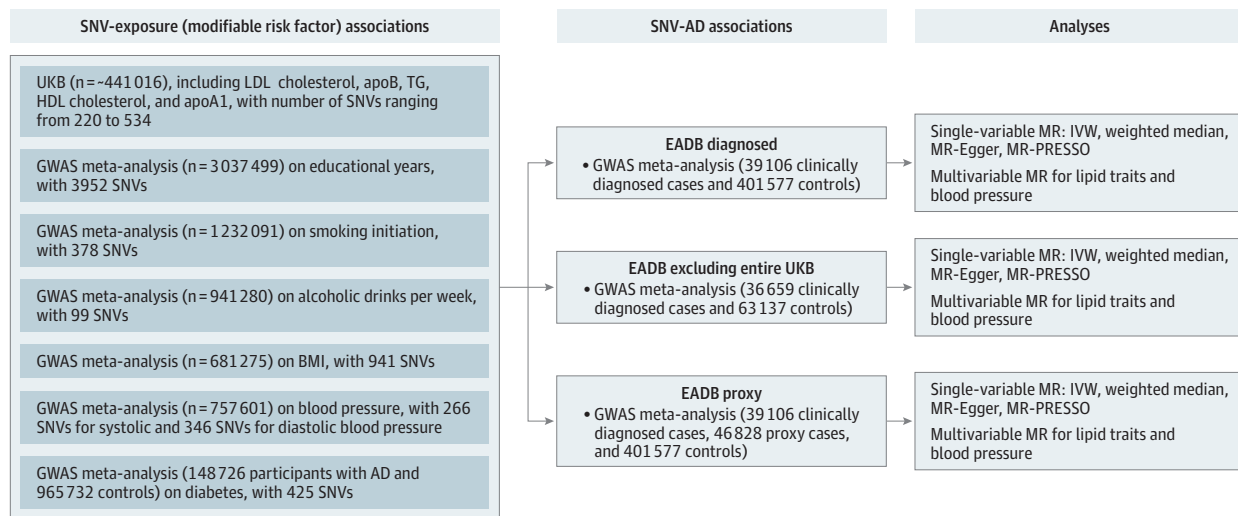 SNV-exposure (modifiable risk factor) associations
UKB (n = ~441 016), including LDL cholesterol, apoB, TG,
HDL cholesterol, and apoA1, with number of SNVs ranging
from 220 to 534
GWAS meta-analysis (n = 3 037 499) on educational years,
with 3952 SNVs
GWAS meta-analysis (n = 1 232 091) on smoking initiation,
with 378 SNVs
GWAS meta-analysis (n = 941 280) on alcoholic drinks per week,
with 99 SNVs
GWAS meta-analysis (n = 681 275) on BMI, with 941 SNVs
GWAS meta-analysis (n = 757 601) on blood pressure, with 266
SNVs for systolic and 346 SNVs for diastolic blood pressure
GWAS meta-analysis (148 726 participants with AD and
965 732 controls) on diabetes, with 425 SNVs
SNV-AD associations
EADB diagnosed
• GWAS meta-analysis (39 106 clinically
diagnosed cases and 401 577 controls)
EADB excluding entire UKB
• GWAS meta-analysis (36 659 clinically
diagnosed cases and 63 137 controls)
EADB proxy
• GWAS meta-analysis (39 106 clinically
diagnosed cases, 46 828 proxy cases,
and 401 577 controls)
Analyses
Single-variable MR: IVW, weighted median,
MR-Egger, MR-PRESSO
Multivariable MR for lipid traits and
blood pressure
Single-variable MR: IVW, weighted median,
MR-Egger, MR-PRESSO
Multivariable MR for lipid traits and
blood pressure
Single-variable MR: IVW, weighted median,
MR-Egger, MR-PRESSO
Multivariable MR for lipid traits and
blood pressure